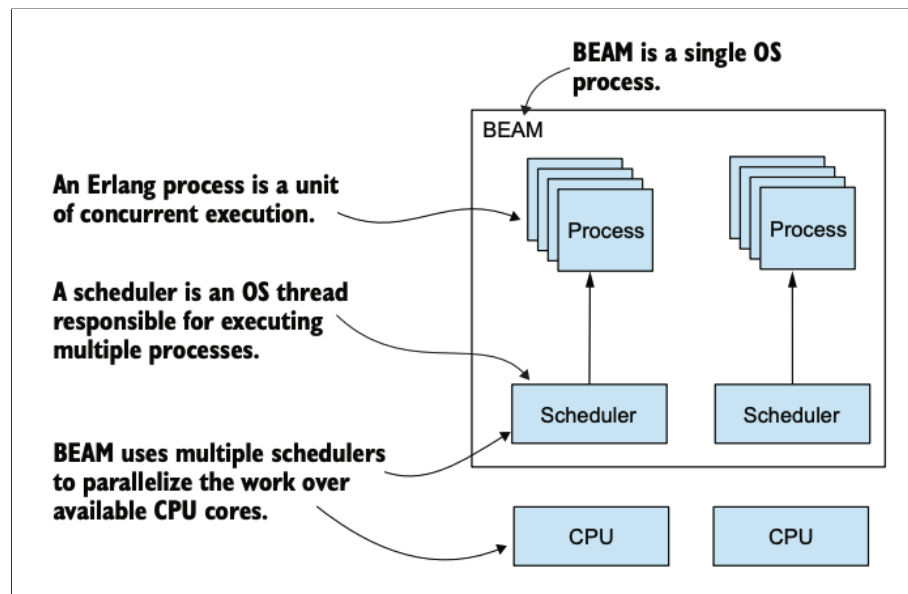 BEAM is a single OS
process.
BEAM
An Erlang process is a unit
of concurrent execution.
Process
Process
A scheduler is an OS thread
responsible for executing
multiple processes.
Scheduler
Scheduler
BEAM uses multiple schedulers
to parallelize the work over
available CPU cores.
CPU
CPU